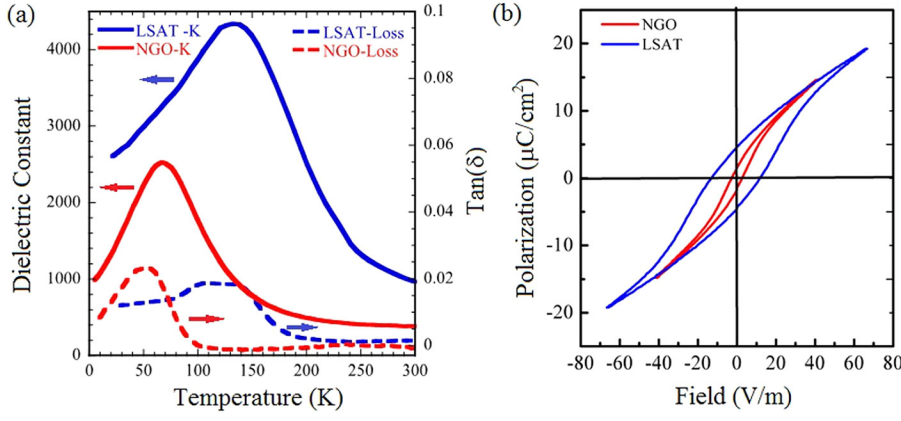 (a)
LSAT -K
NGO-K
LSAT-Loss
NGO-Loss
Dielectric Constant
4000
3000
2000
1000
0
0.1
0.08
0.06
0.04
0.02
0
Tan(δ)
0 50 100 150 200 250 300
Temperature (K)
(b)
NGO
LSAT
Polarization (μC/cm²)
20
10
0
-10
-20
-80 -60 -40 -20 0 20 40 60 80
Field (V/m)